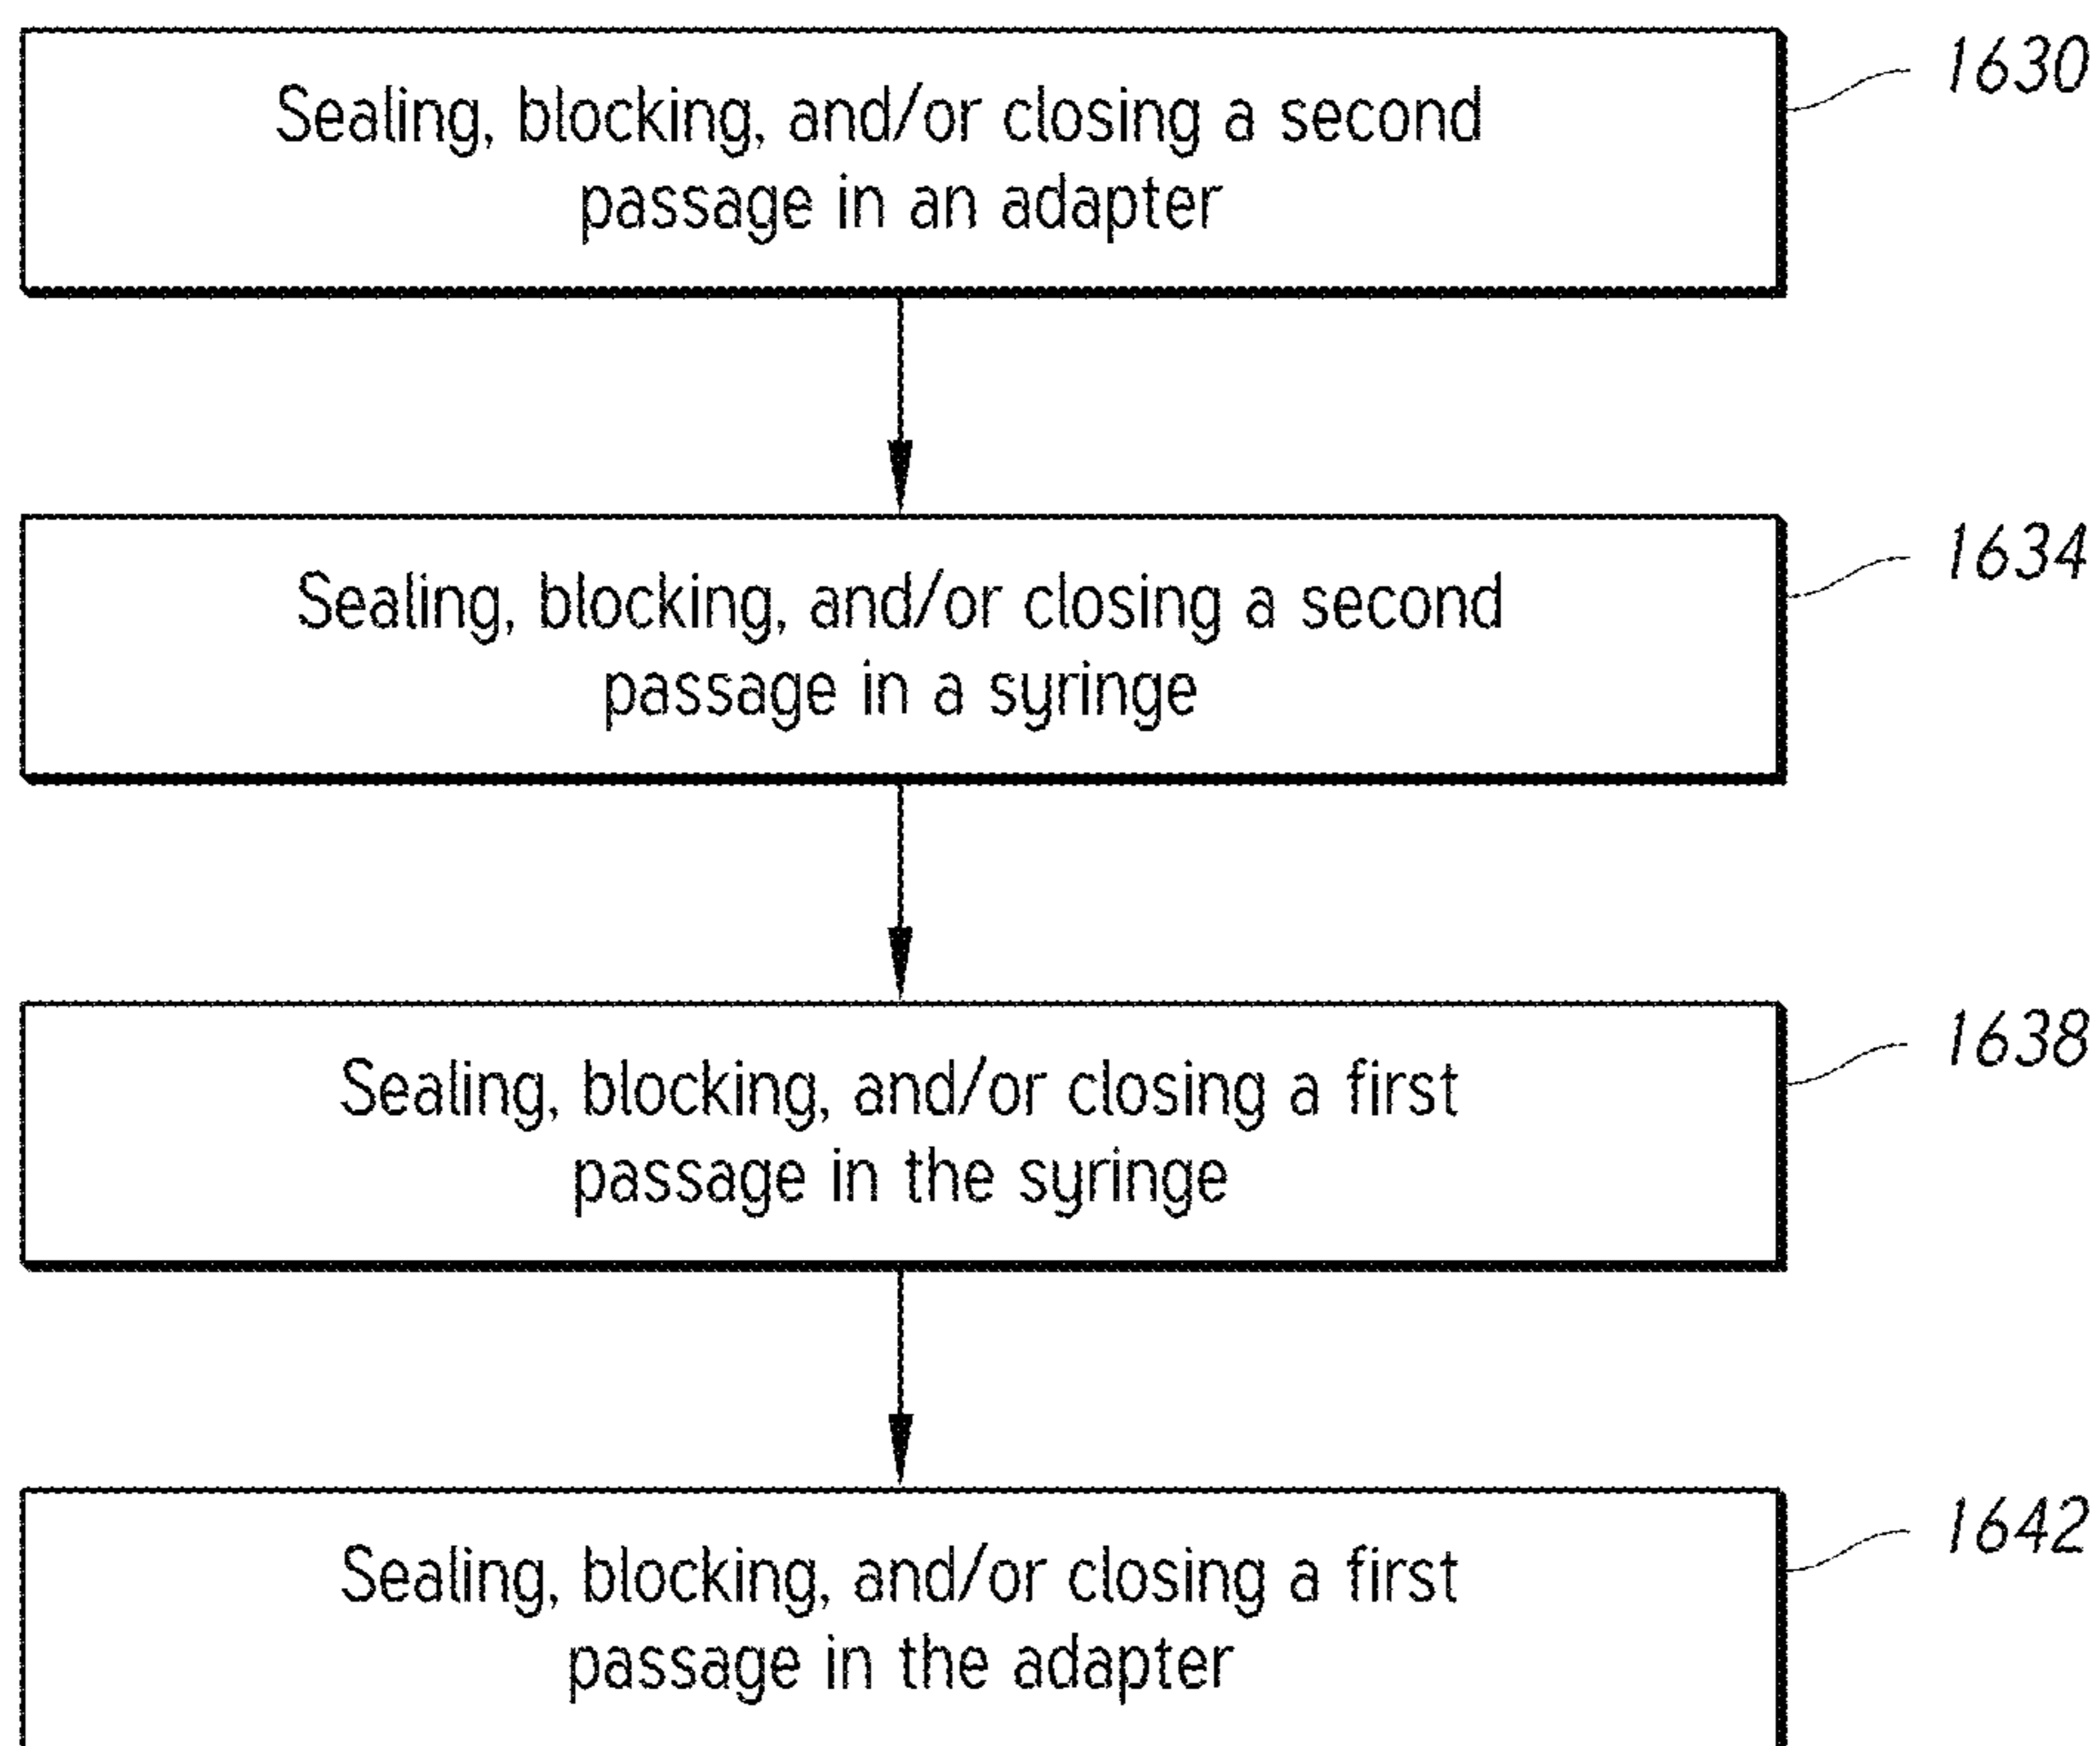 Sealing, blocking, and/or closing a second
passage in an adapter
1630
Sealing, blocking, and/or closing a second
passage in a syringe
1634
Sealing, blocking, and/or closing a first
passage in the syringe
1638
Sealing, blocking, and/or closing a first
passage in the adapter
1642